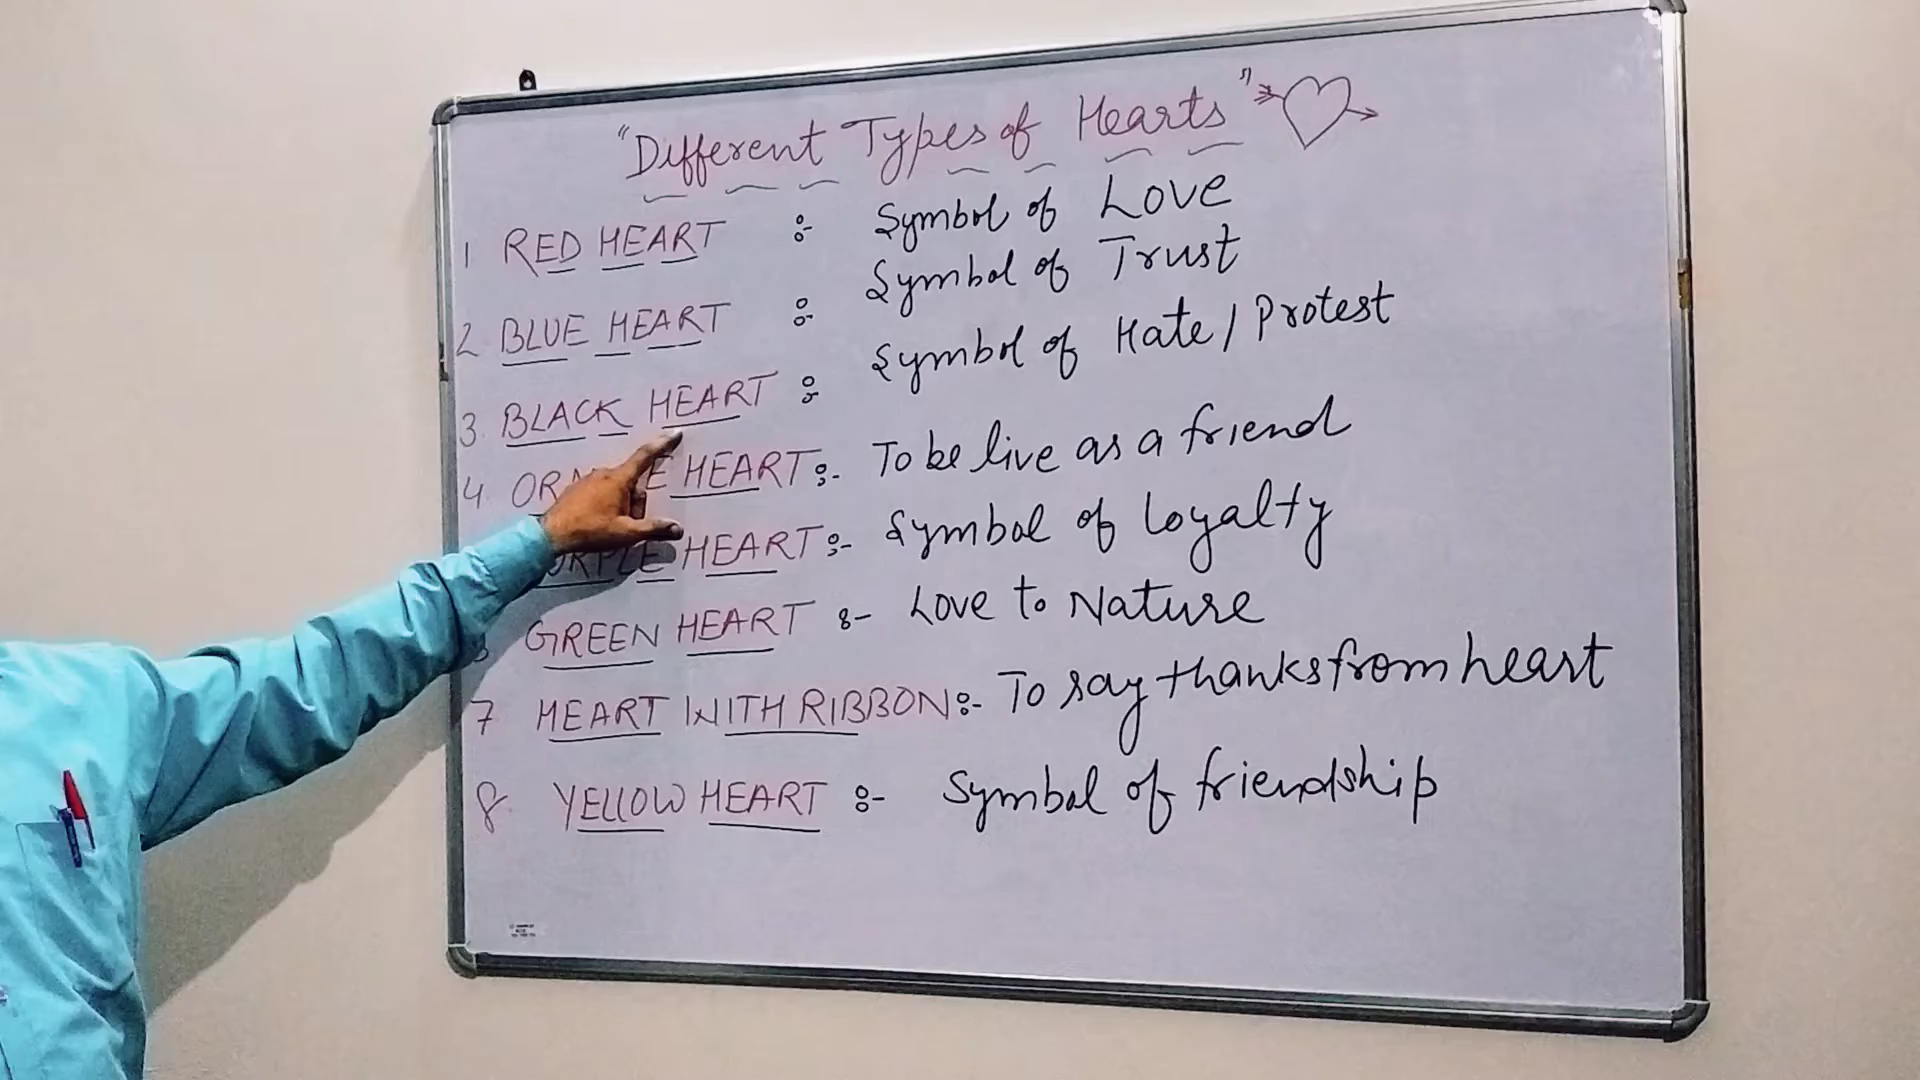 "Different Types of Hearts"
1 RED HEART :- Symbol of Love
2 BLUE HEART :- Symbol of Trust
3. BLACK HEART :- Symbol of Hate / Protest
4. HEART :- To be live as a friend
HEART :- Symbol of loyalty
GREEN HEART :- Love to Nature
7 HEART WITH RIBBON :- To say thanks from heart
8. YELLOW HEART :- Symbol of friendship